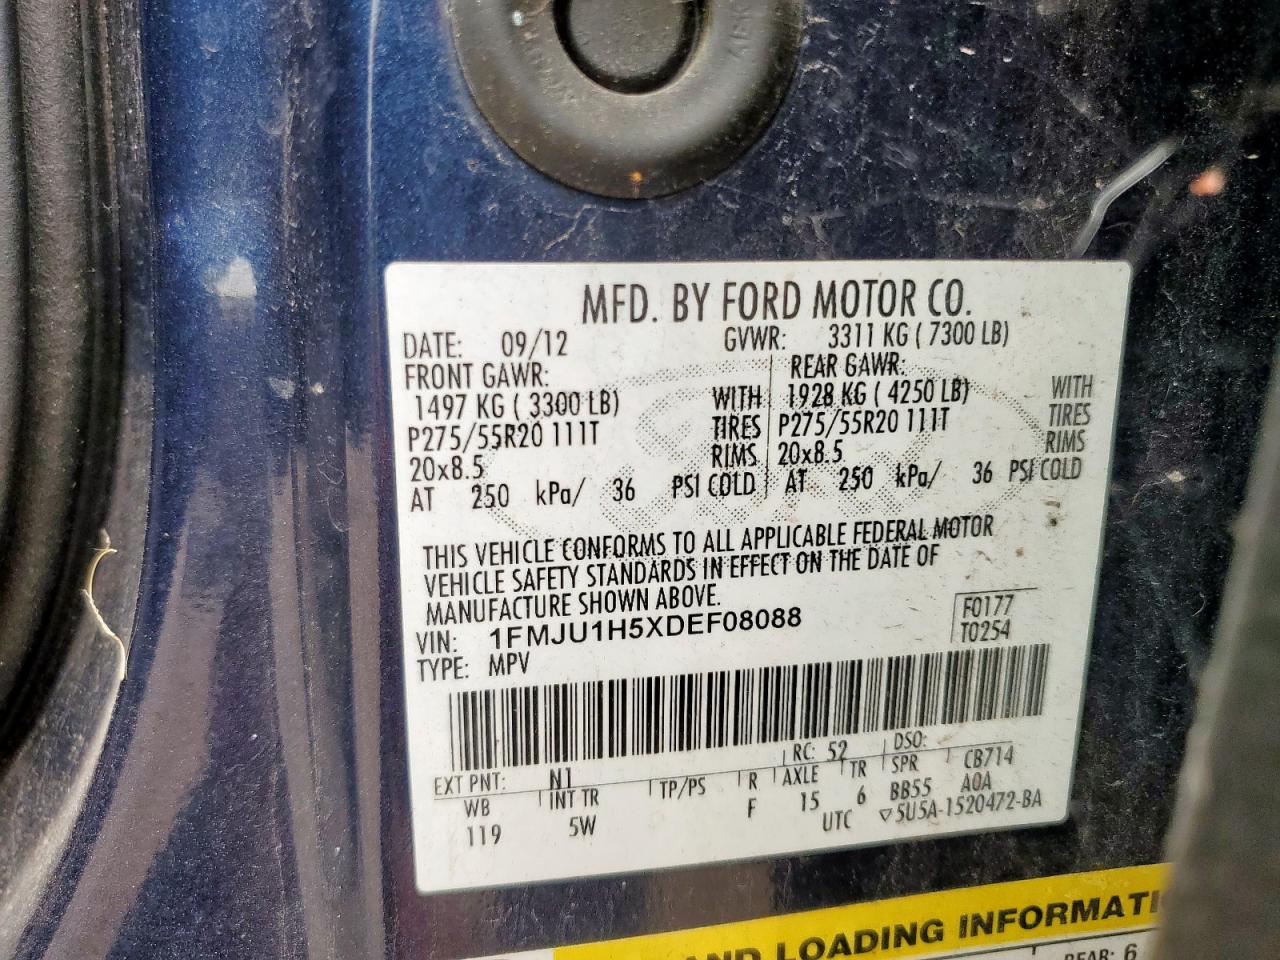 MFD. BY FORD MOTOR CO.
DATE: 09/12 GVWR: 3311 KG ( 7300 LB)
FRONT GAWR: REAR GAWR:
1497 KG ( 3300 LB) WITH 1928 KG ( 4250 LB) WITH
P275/55R20 111T TIRES P275/55R20 111T TIRES
20x8.5 RIMS 20x8.5 RIMS
AT 250 kPa/ 36 PSI COLD AT 250 kPa/ 36 PSI COLD
THIS VEHICLE CONFORMS TO ALL APPLICABLE FEDERAL MOTOR
VEHICLE SAFETY STANDARDS IN EFFECT ON THE DATE OF
MANUFACTURE SHOWN ABOVE.
VIN: 1FMJU1H5XDEF08088 F0177
TYPE: MPV T0254
EXT PNT: N1 RC: 52 DSO: CB714
WB INT TR TP/PS R AXLE TR SPR A0A
119 5W F 15 6 BB55
UTC ▽5U5A-1520472-BA
AND LOADING INFORMATI
REAR: 6